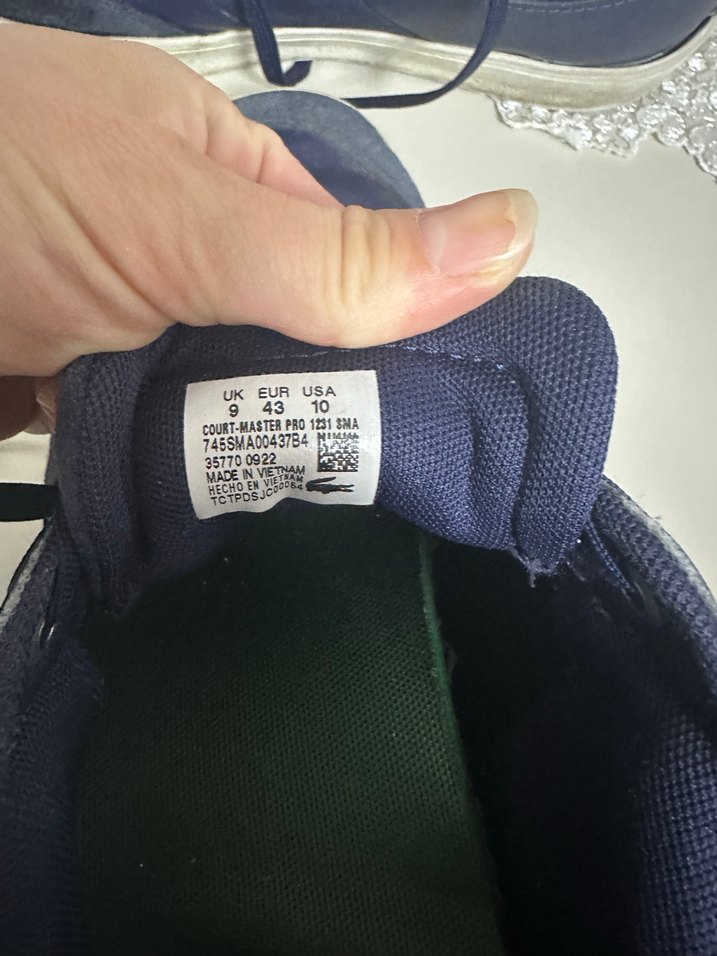 UK EUR USA
9 43 10
COURT-MASTER PRO 1231 SMA
745SMA00437B4
35770 0922
MADE IN VIETNAM
HECHO EN VIETNAM
TCTPDSJC00064